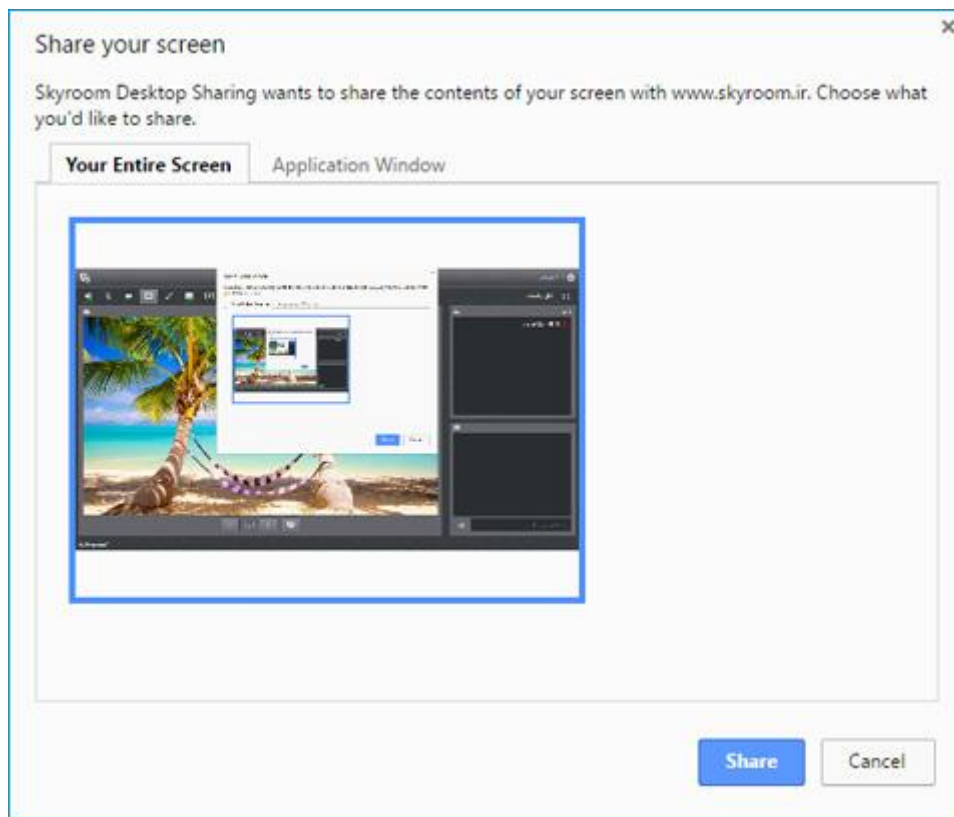 Share your screen
Skyroom Desktop Sharing wants to share the contents of your screen with www.skyroom.ir. Choose what
you'd like to share.
Your Entire Screen
Application Window
Share
Cancel